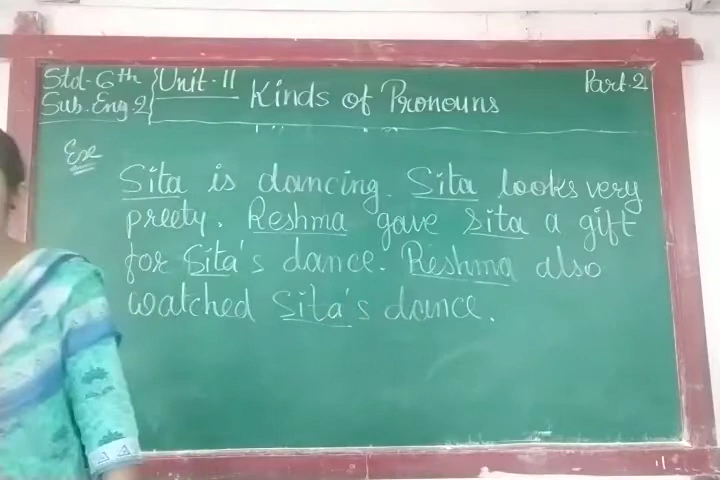 Std-6th Unit-11 Kinds of Pronouns Part.2
Sub.Eng.2
Ex
Sita is dancing. Sita looks very
preety. Reshma gave Sita a gift
for Sita's dance. Reshma also
watched Sita's dance.